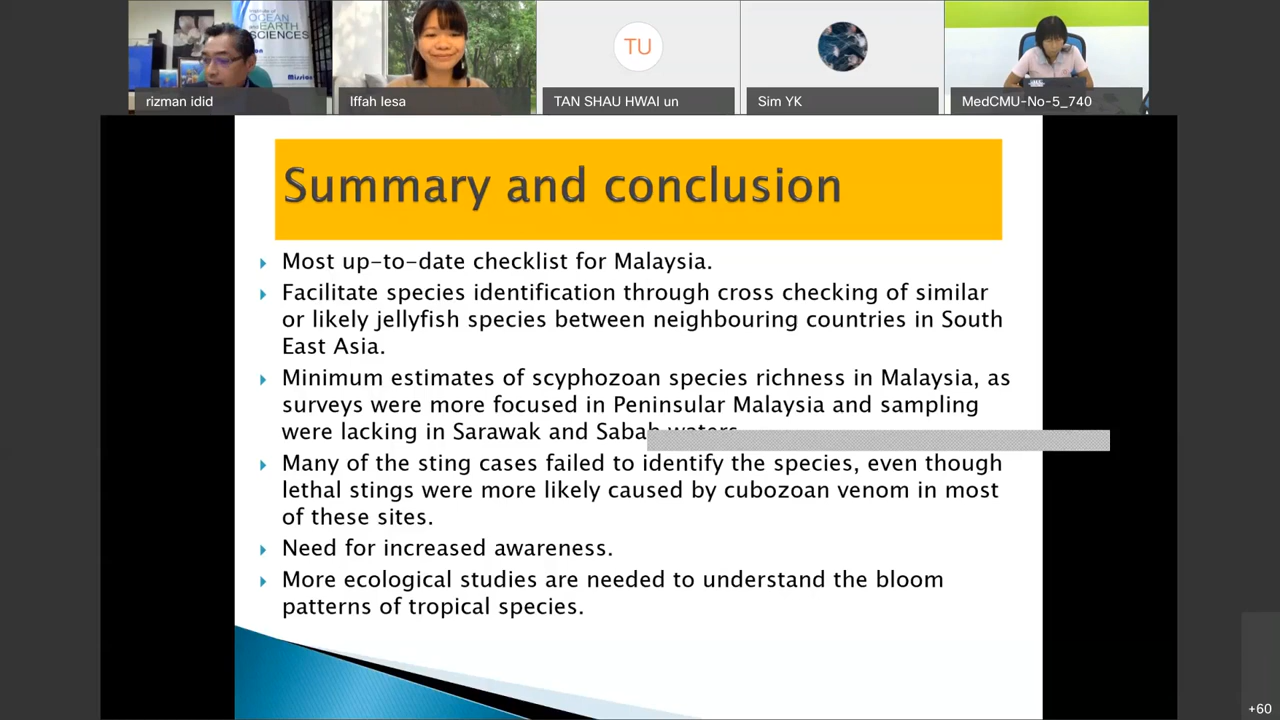 OCEAN
EARTH
SCIENCES
Mission
rizman idid
Iffah Iesa
TU
TAN SHAU HWAI un
Sim YK
MedCMU-No-5_740
Summary and conclusion
Most up-to-date checklist for Malaysia.
Facilitate species identification through cross checking of similar
or likely jellyfish species between neighbouring countries in South
East Asia.
Minimum estimates of scyphozoan species richness in Malaysia, as
surveys were more focused in Peninsular Malaysia and sampling
were lacking in Sarawak and Sabah waters.
Many of the sting cases failed to identify the species, even though
lethal stings were more likely caused by cubozoan venom in most
of these sites.
Need for increased awareness.
More ecological studies are needed to understand the bloom
patterns of tropical species.
+60